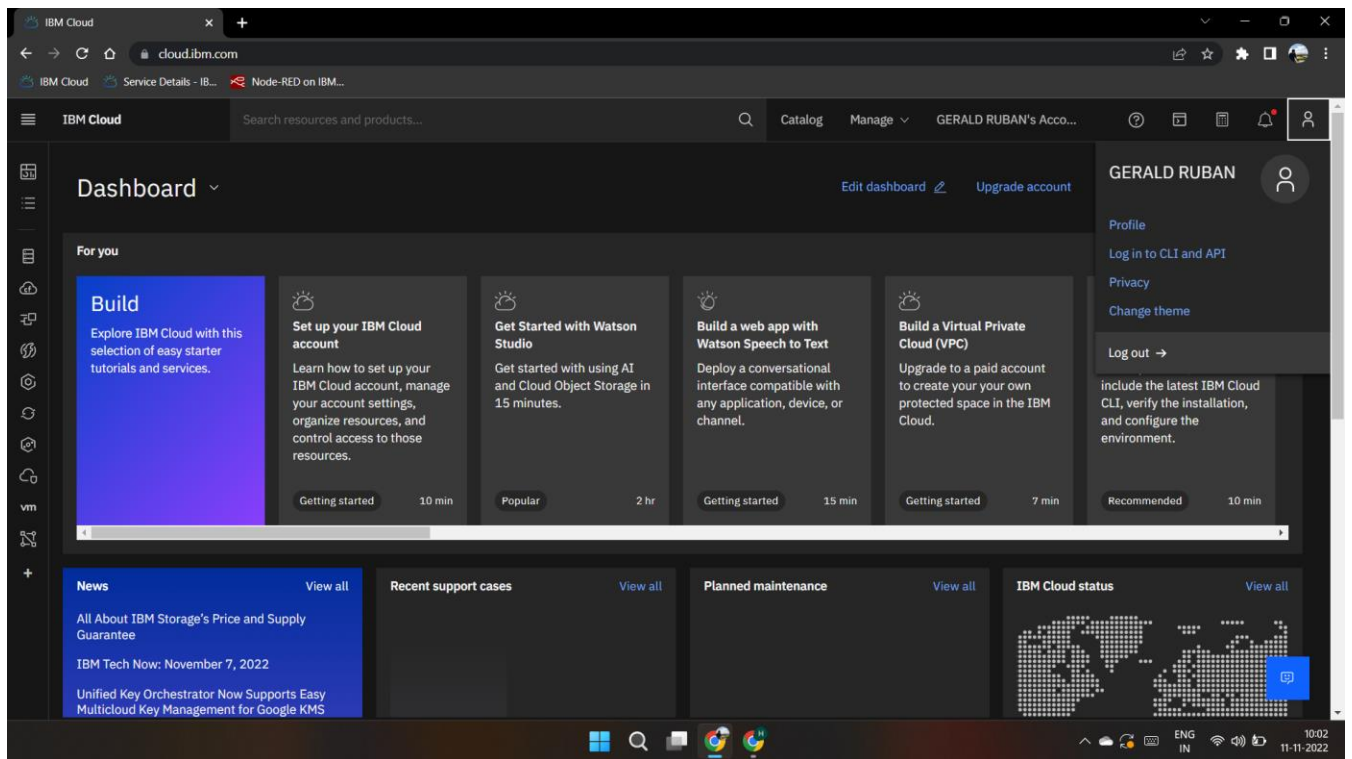 IBM Cloud
cloud.ibm.com
IBM Cloud
Service Details - IB...
Node-RED on IBM...
IBM Cloud
Search resources and products...
Catalog
Manage
GERALD RUBAN's Acco...
Dashboard
Edit dashboard
Upgrade account
GERALD RUBAN
Profile
Log in to CLI and API
Privacy
Change theme
Log out →
For you
Build
Explore IBM Cloud with this
selection of easy starter
tutorials and services.
Set up your IBM Cloud
account
Learn how to set up your
IBM Cloud account, manage
your account settings,
organize resources, and
control access to those
resources.
Getting started
10 min
Get Started with Watson
Studio
Get started with using AI
and Cloud Object Storage in
15 minutes.
Popular
2 hr
Build a web app with
Watson Speech to Text
Deploy a conversational
interface compatible with
any application, device, or
channel.
Getting started
15 min
Build a Virtual Private
Cloud (VPC)
Upgrade to a paid account
to create your your own
protected space in the IBM
Cloud.
Getting started
7 min
include the latest IBM Cloud
CLI, verify the installation,
and configure the
environment.
Recommended
10 min
vm
News
View all
All About IBM Storage's Price and Supply
Guarantee
IBM Tech Now: November 7, 2022
Unified Key Orchestrator Now Supports Easy
Multicloud Key Management for Google KMS
Recent support cases
View all
Planned maintenance
View all
IBM Cloud status
View all
ENG
IN
10:02
11-11-2022